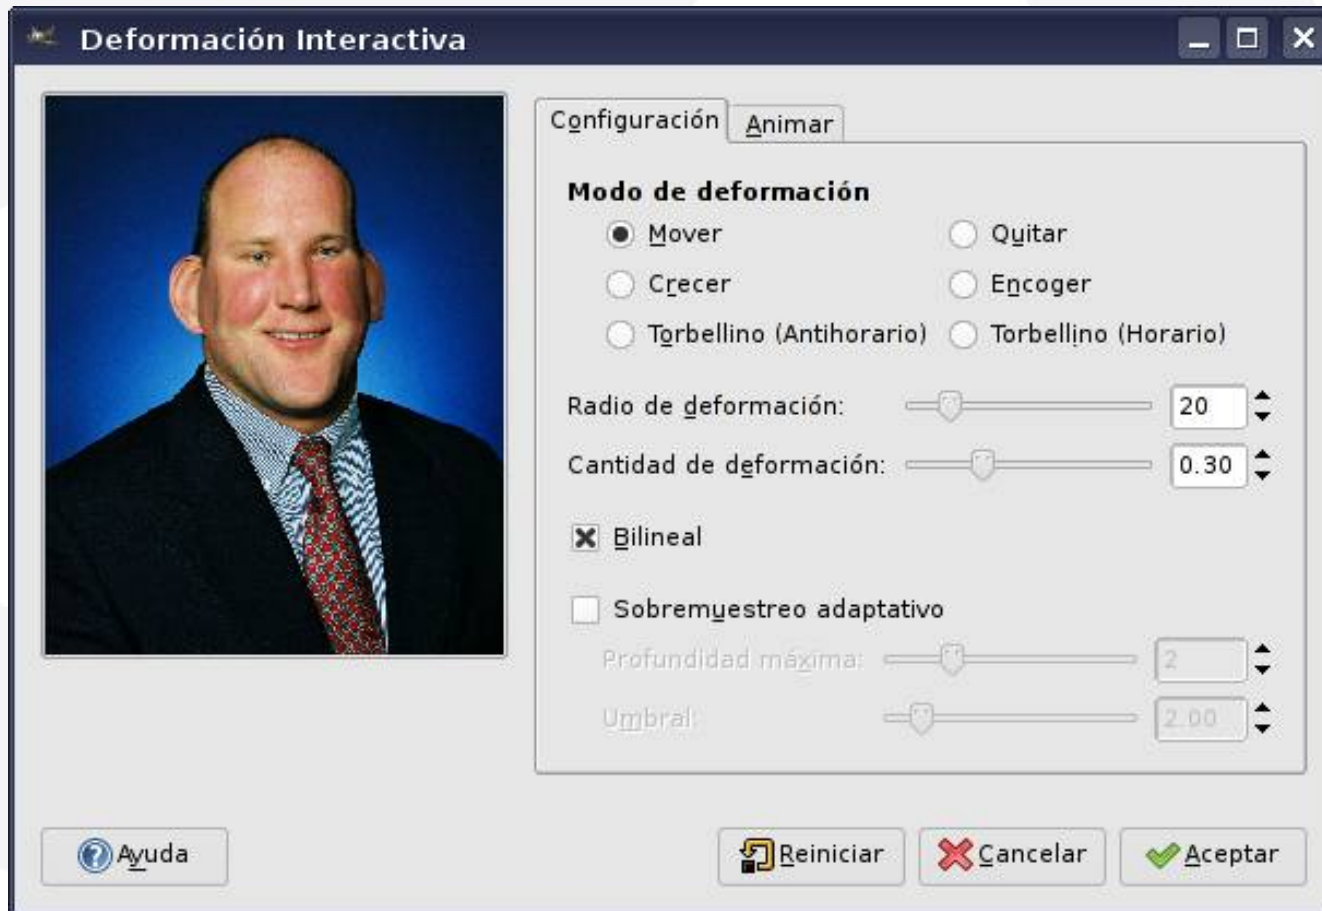 Deformación Interactiva
Configuración
Animar
Modo de deformación
Mover
Quitar
Crecer
Encoger
Torbellino (Antihorario)
Torbellino (Horario)
Radio de deformación:
20
Cantidad de deformación:
0.30
Bilineal
Sobremuestreo adaptativo
Profundidad máxima:
2
Umbral:
2.00
Ayuda
Reiniciar
Cancelar
Aceptar